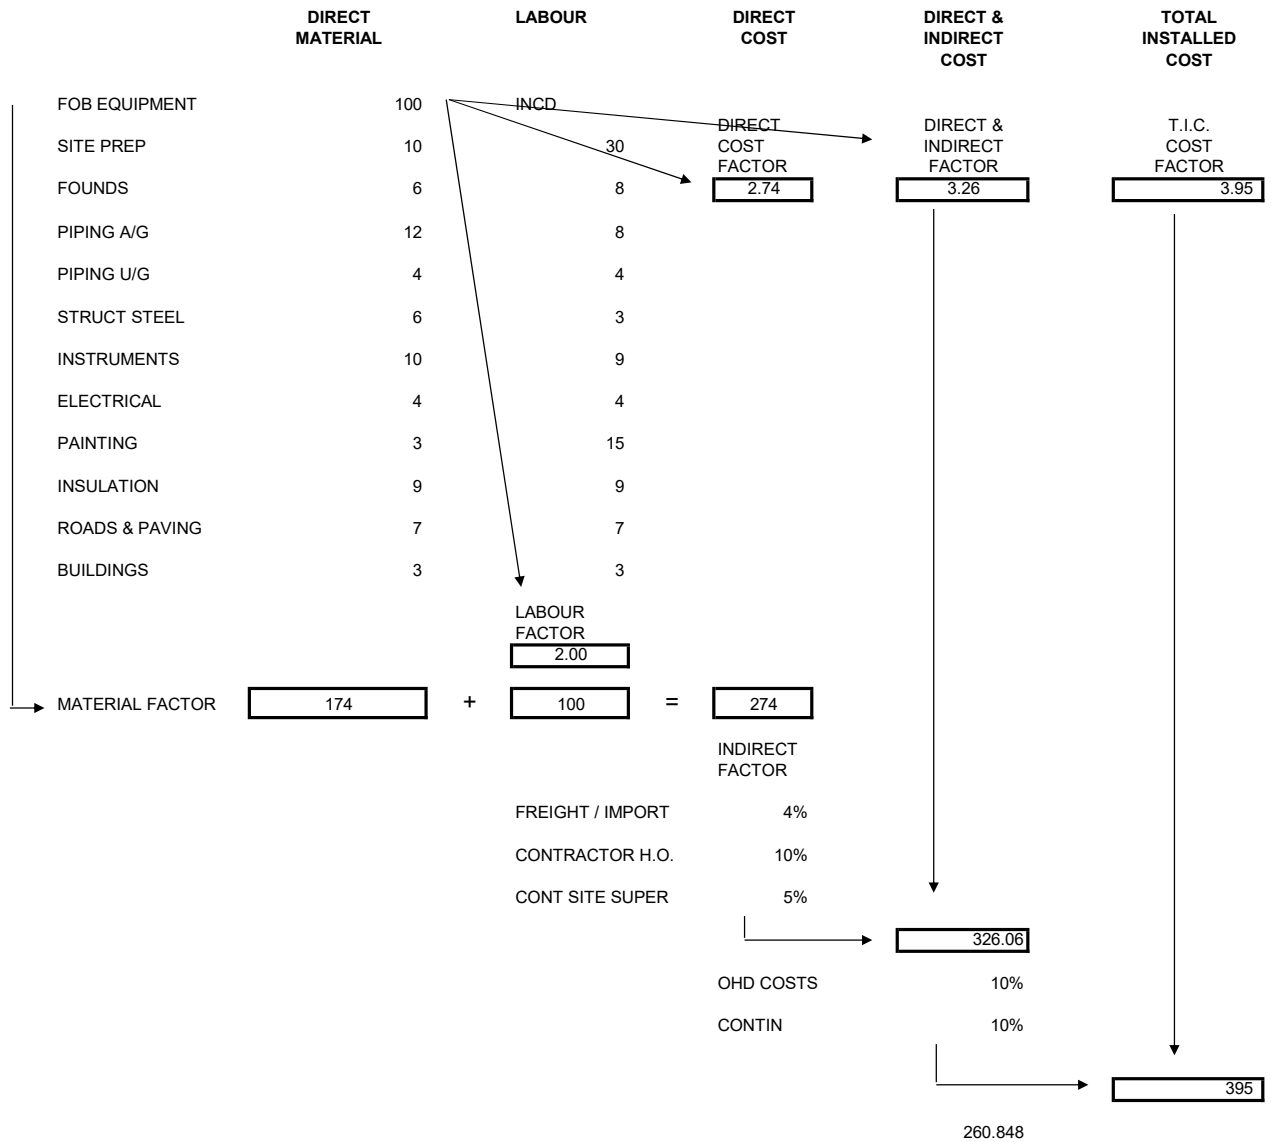 DIRECT MATERIAL LABOUR DIRECT COST DIRECT & INDIRECT COST TOTAL INSTALLED COST
FOB EQUIPMENT 100 INCD
DIRECT COST FACTOR DIRECT & INDIRECT FACTOR T.I.C. COST FACTOR
SITE PREP 10 30
FOUNDS 6 8 2.74 3.26 3.95
PIPING A/G 12 8
PIPING U/G 4 4
STRUCT STEEL 6 3
INSTRUMENTS 10 9
ELECTRICAL 4 4
PAINTING 3 15
INSULATION 9 9
ROADS & PAVING 7 7
BUILDINGS 3 3
LABOUR
FACTOR
2.00
MATERIAL FACTOR 174 + 100 = 274
INDIRECT
FACTOR
FREIGHT / IMPORT 4%
CONTRACTOR H.O. 10%
CONT SITE SUPER 5%
326.06
OHD COSTS 10%
CONTIN 10%
395
260.848